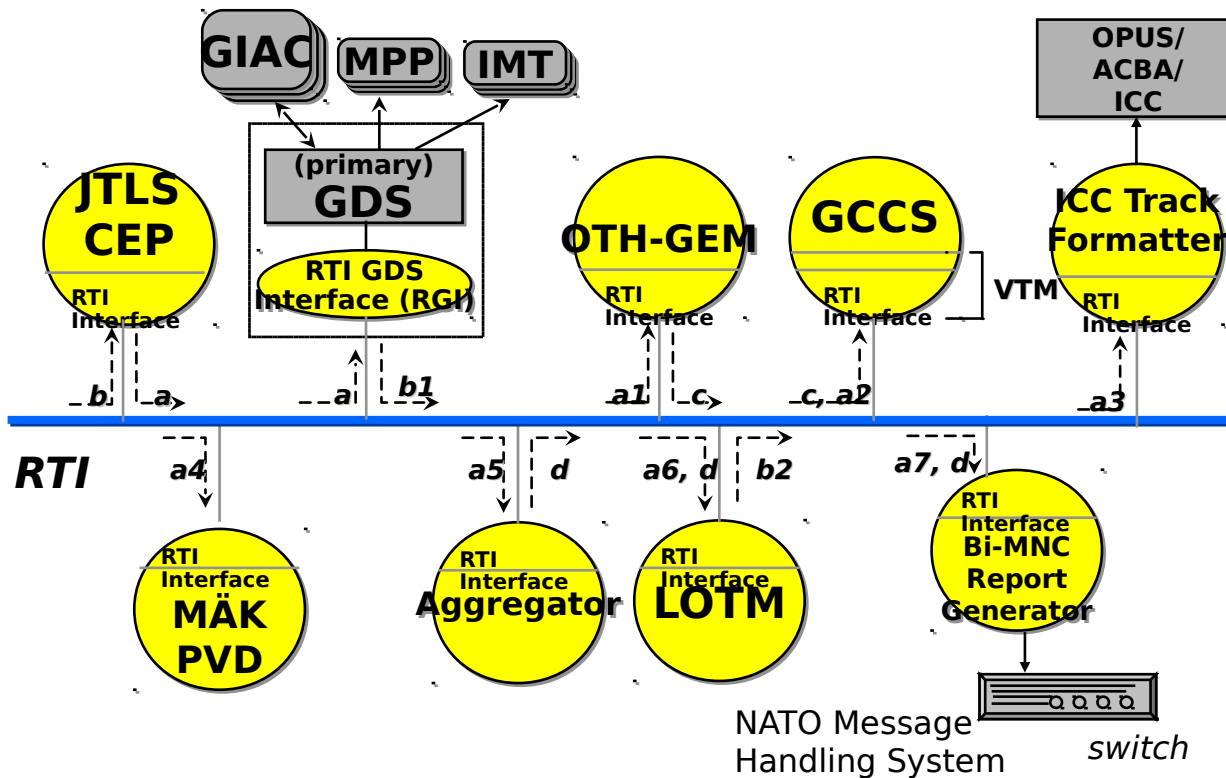 GIAC
MPP
IMT
OPUS/
ACBA/
ICC
JTLS
CEP
RTI
Interface
(primary)
GDS
RTI GDS
Interface (RGI)
OTH-GEM
RTI
Interface
GCCS
RTI
Interface
VTM
ICC Track
Formatter
RTI
Interface
b
a
a
b1
a1
c
c, a2
a3
RTI
a4
a5
d
a6, d
b2
a7, d
RTI
Interface
MÄK
PVD
RTI
Interface
Aggregator
RTI
Interface
LOTM
RTI
Interface
Bi-MNC
Report
Generator
NATO Message
Handling System
switch